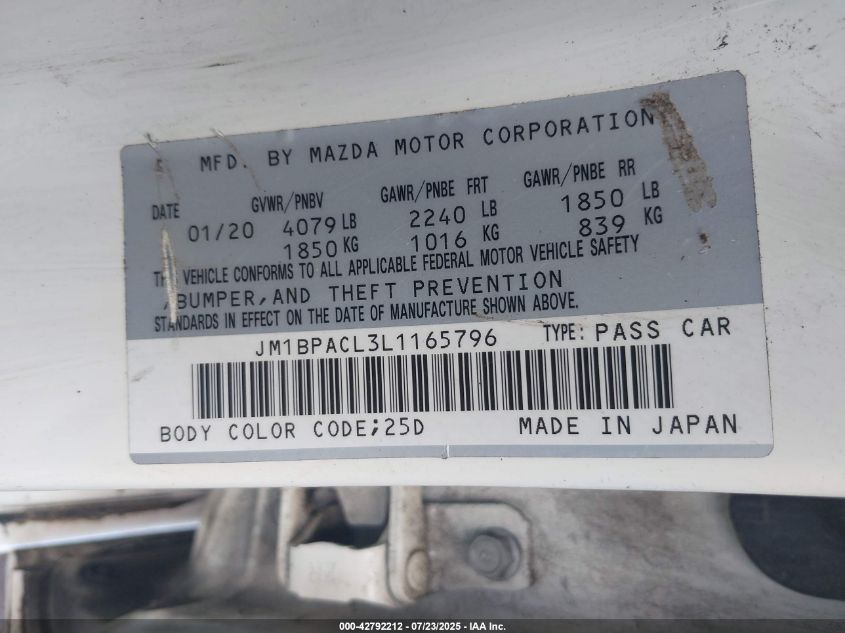 MFD. BY MAZDA MOTOR CORPORATION
DATE GVWR/PNBV GAWR/PNBE FRT GAWR/PNBE RR
01/20 4079 LB 2240 LB 1850 LB
1850 KG 1016 KG 839 KG
VEHICLE CONFORMS TO ALL APPLICABLE FEDERAL MOTOR VEHICLE SAFETY
,BUMPER,AND THEFT PREVENTION
STANDARDS IN EFFECT ON THE DATE OF MANUFACTURE SHOWN ABOVE.
JM1BPACL3L1165796 TYPE: PASS CAR
BODY COLOR CODE;25D MADE IN JAPAN
000-42792212 - 07/23/2025 - IAA Inc.